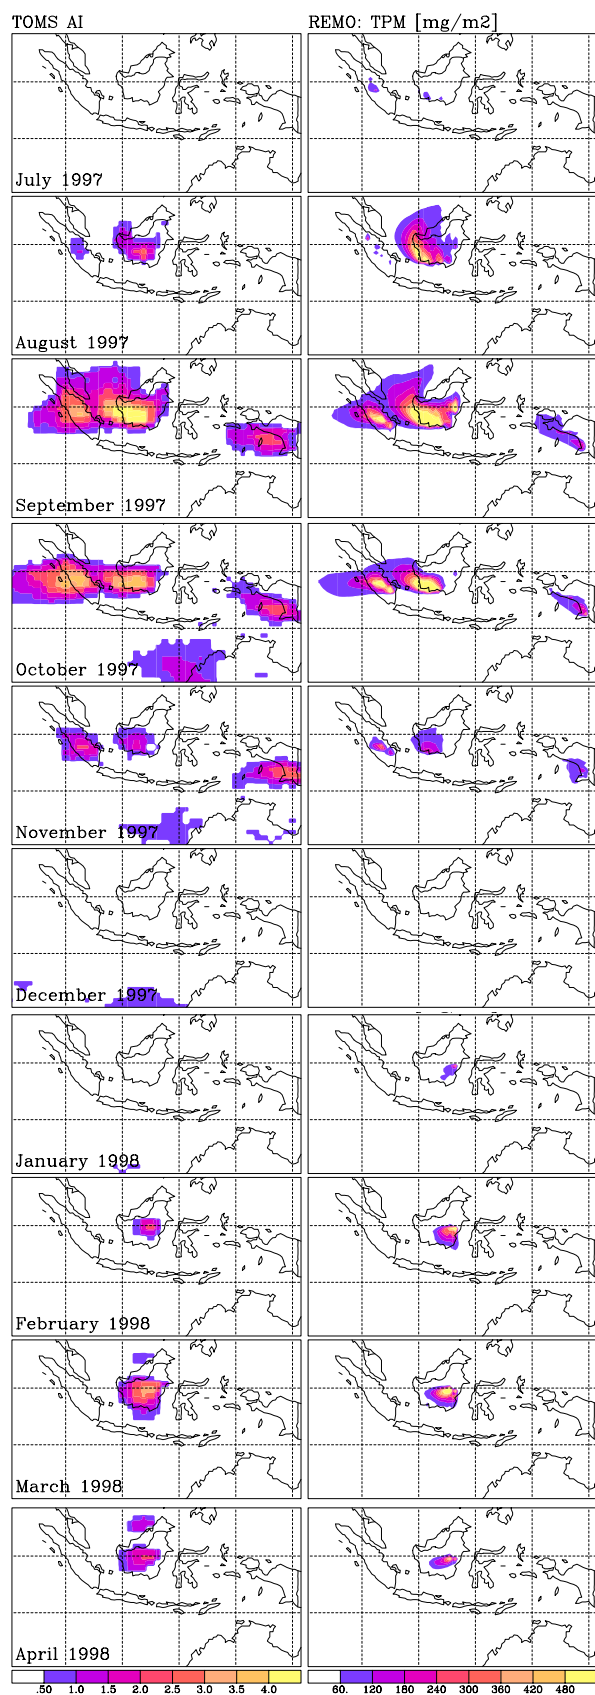 TOMS AI REMO: TPM [mg/m2]
July 1997
August 1997
September 1997
October 1997
November 1997
December 1997
January 1998
February 1998
March 1998
April 1998
.50 1.0 1.5 2.0 2.5 3.0 3.5 4.0 60. 120 180 240 300 360 420 480